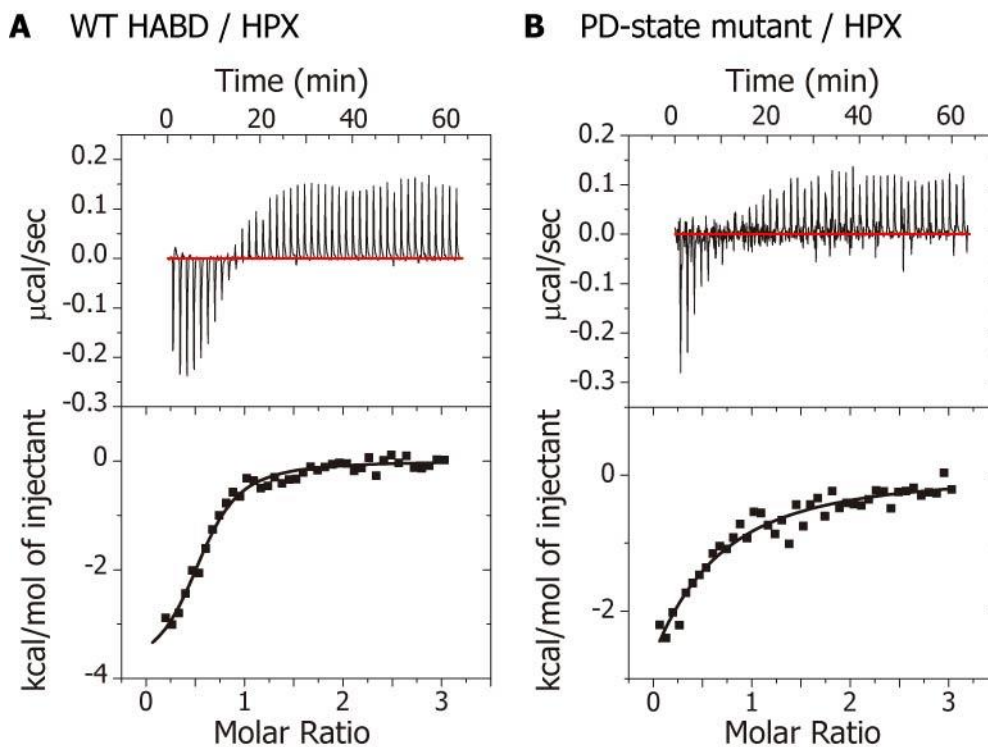 A WT HABD / HPX
Time (min)
0 20 40 60
0.2
0.1
0.0
-0.1
-0.2
-0.3
µcal/sec
0
-2
-4
kcal/mol of injectant
0 1 2 3
Molar Ratio
B PD-state mutant / HPX
Time (min)
0 10 20 30 40 50 60
0.2
0.1
0.0
-0.1
-0.2
-0.3
µcal/sec
0
-2
kcal/mol of injectant
0 1 2 3
Molar Ratio